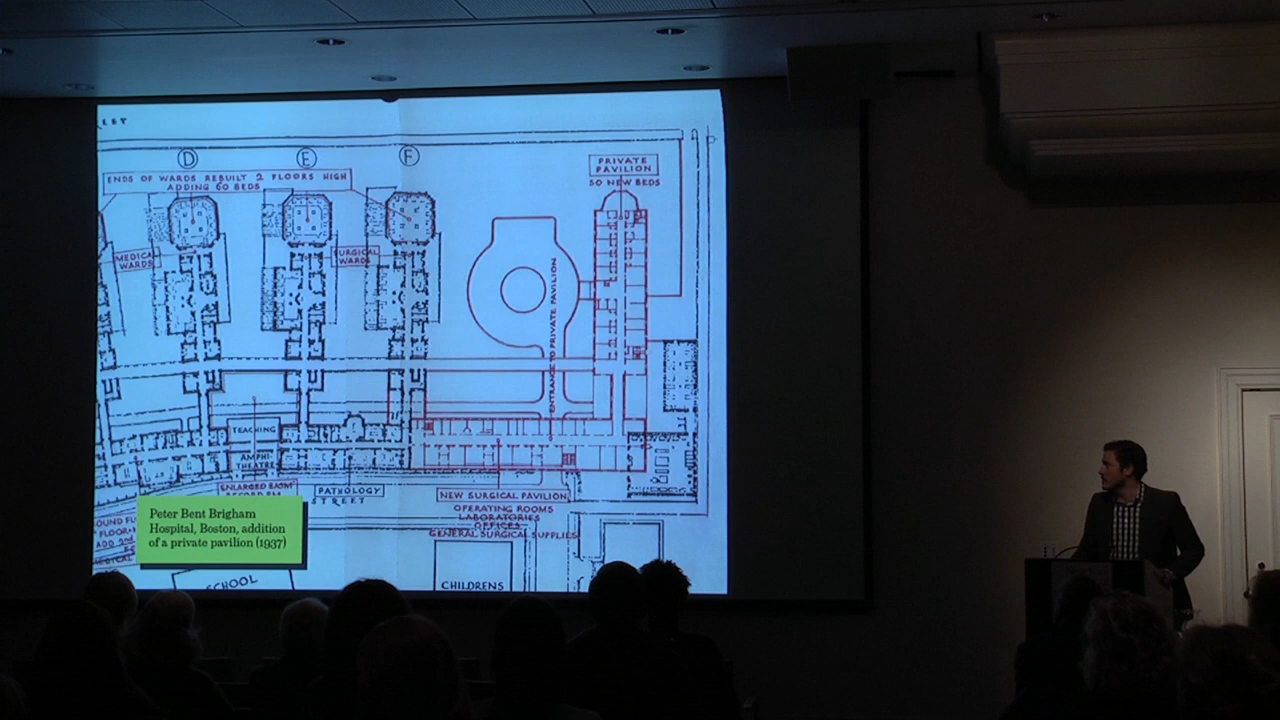 EET
D
E
F
ENDS OF WARDS REBUILT 2 FLOORS HIGH
ADDING 60 BEDS
PRIVATE
PAVILION
50 NEW BEDS
MEDICAL
WARDS
SURGICAL
WARDS
ENTRANCE TO PRIVATE PAVILION
TEACHING
AMPHI-
THEATRE
ENLARGED
PATHOLOGY
STREET
NEW SURGICAL PAVILION
OPERATING ROOMS
LABORATORIES
OFFICES
GENERAL SURGICAL SUPPLIES
Peter Bent Brigham
Hospital, Boston, addition
of a private pavilion (1937)
SCHOOL
CHILDRENS